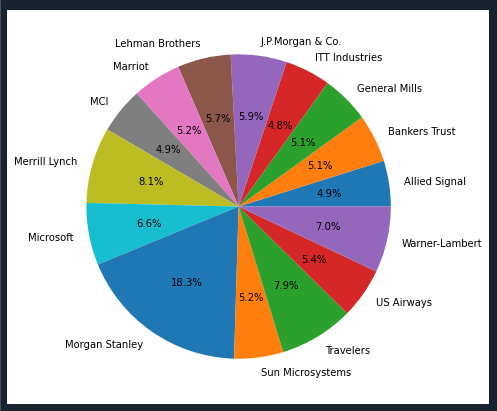 J.P.Morgan & Co.
Lehman Brothers
ITT Industries
Marriot
General Mills
MCI
Bankers Trust
Merrill Lynch
Allied Signal
Microsoft
Warner-Lambert
US Airways
Morgan Stanley
Travelers
Sun Microsystems
5.9%
5.7%
4.8%
5.2%
5.1%
4.9%
5.1%
8.1%
4.9%
6.6%
7.0%
5.4%
18.3%
7.9%
5.2%